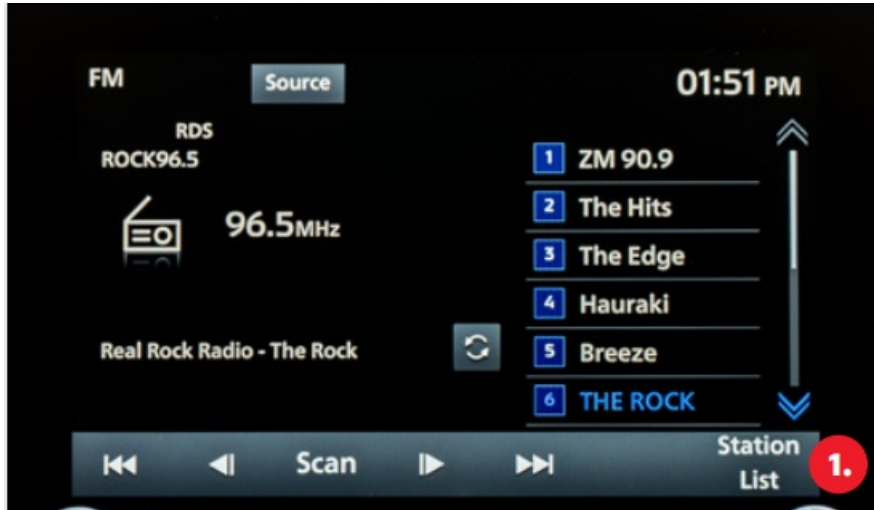 FM
Source
01:51 PM
RDS
ROCK96.5
96.5MHz
Real Rock Radio - The Rock
1 ZM 90.9
2 The Hits
3 The Edge
4 Hauraki
5 Breeze
6 THE ROCK
Scan
Station
List
1.